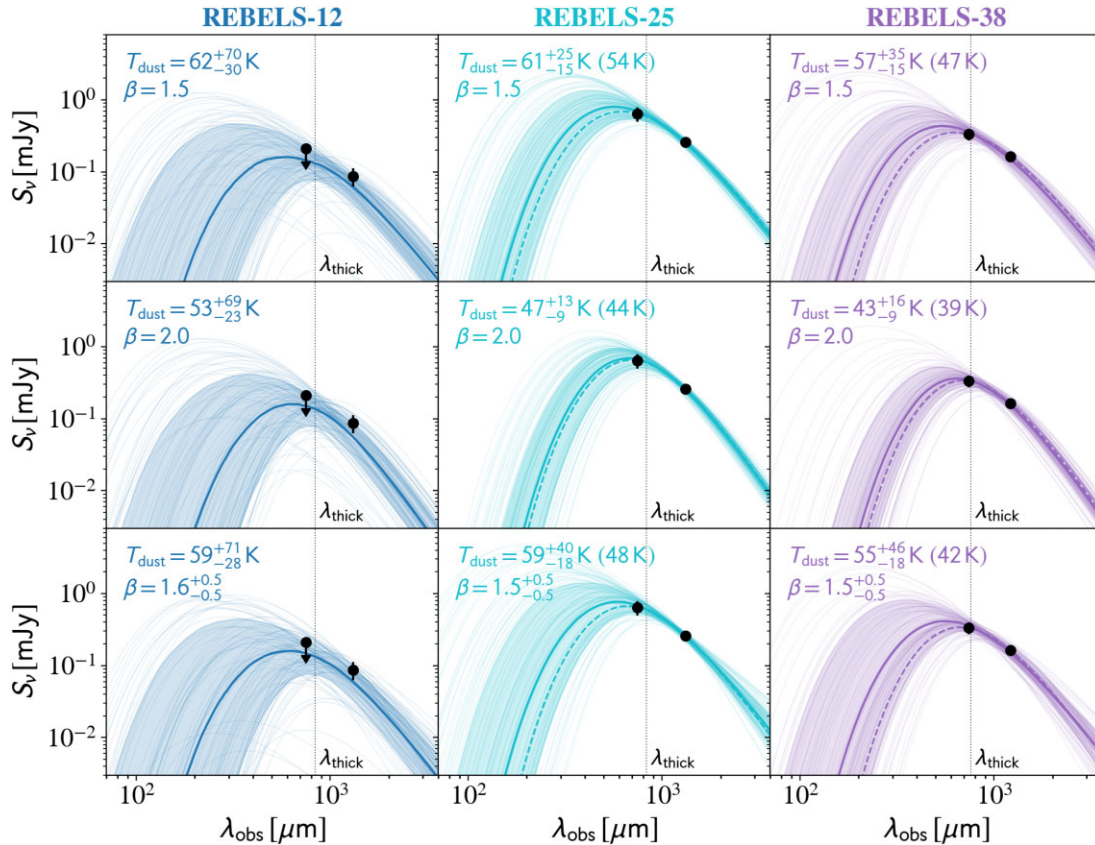 REBELS-12 REBELS-25 REBELS-38
T_dust = 62^{+70}_{-30} K
β = 1.5
T_dust = 61^{+25}_{-15} K (54 K)
β = 1.5
T_dust = 57^{+35}_{-15} K (47 K)
β = 1.5
S_ν [mJy]
10^0
10^{-1}
10^{-2}
λ_thick
λ_thick
λ_thick
T_dust = 53^{+69}_{-23} K
β = 2.0
T_dust = 47^{+13}_{-9} K (44 K)
β = 2.0
T_dust = 43^{+16}_{-9} K (39 K)
β = 2.0
S_ν [mJy]
10^0
10^{-1}
10^{-2}
λ_thick
λ_thick
λ_thick
T_dust = 59^{+71}_{-28} K
β = 1.6^{+0.5}_{-0.5}
T_dust = 59^{+40}_{-18} K (48 K)
β = 1.5^{+0.5}_{-0.5}
T_dust = 55^{+46}_{-18} K (42 K)
β = 1.5^{+0.5}_{-0.5}
S_ν [mJy]
10^0
10^{-1}
10^{-2}
λ_thick
λ_thick
λ_thick
10^2 10^3 10^2 10^3 10^2 10^3
λ_obs [μm] λ_obs [μm] λ_obs [μm]